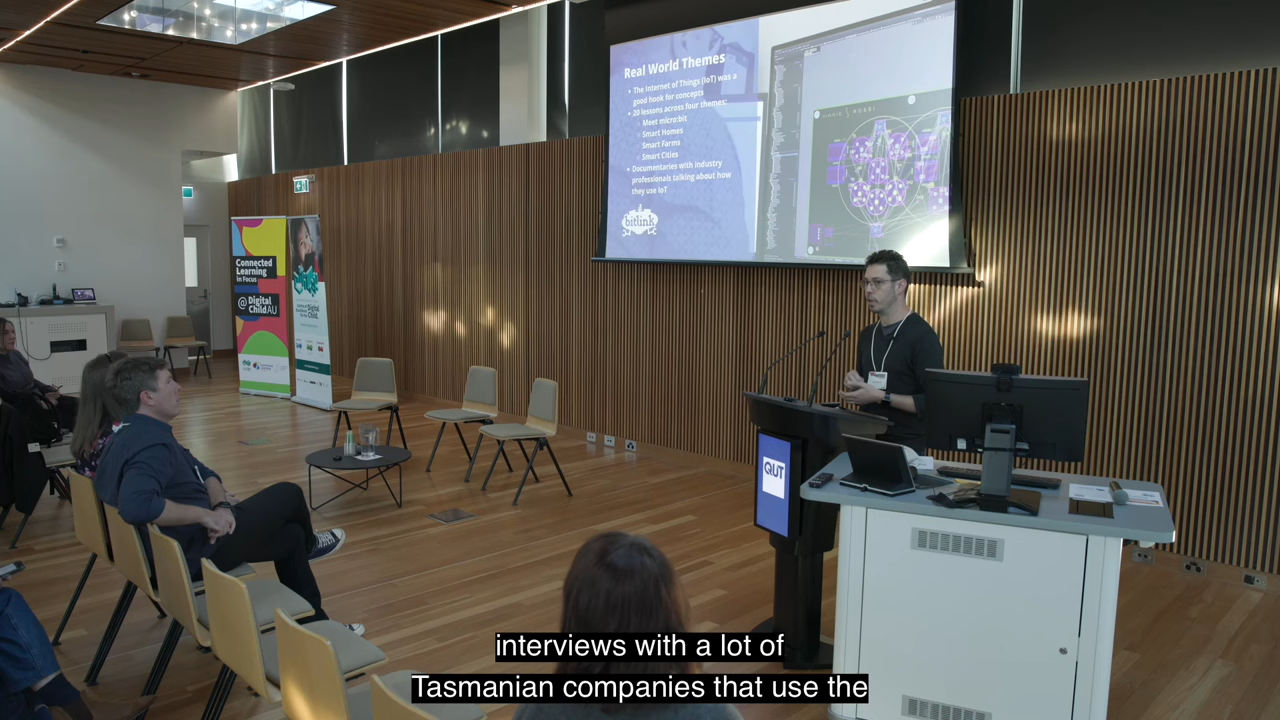 Real World Themes
• The Internet of Things (IoT) was a
good hook for concepts
• 20 lessons across four themes:
○ Meet micro:bit
○ Smart Homes
○ Smart Farms
○ Smart Cities
• Documentaries with industry
professionals talking about how
they use IoT
bitlink
Connected
Learning
In Focus
@ Digital
ChildAU
QUT
interviews with a lot of
Tasmanian companies that use the